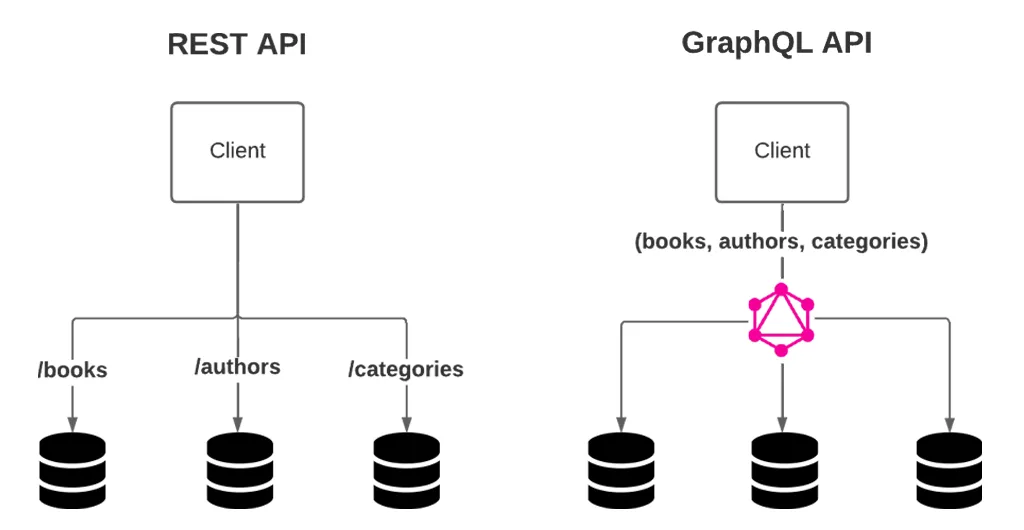 REST API
GraphQL API
Client
Client
(books, authors, categories)
/books
/authors
/categories